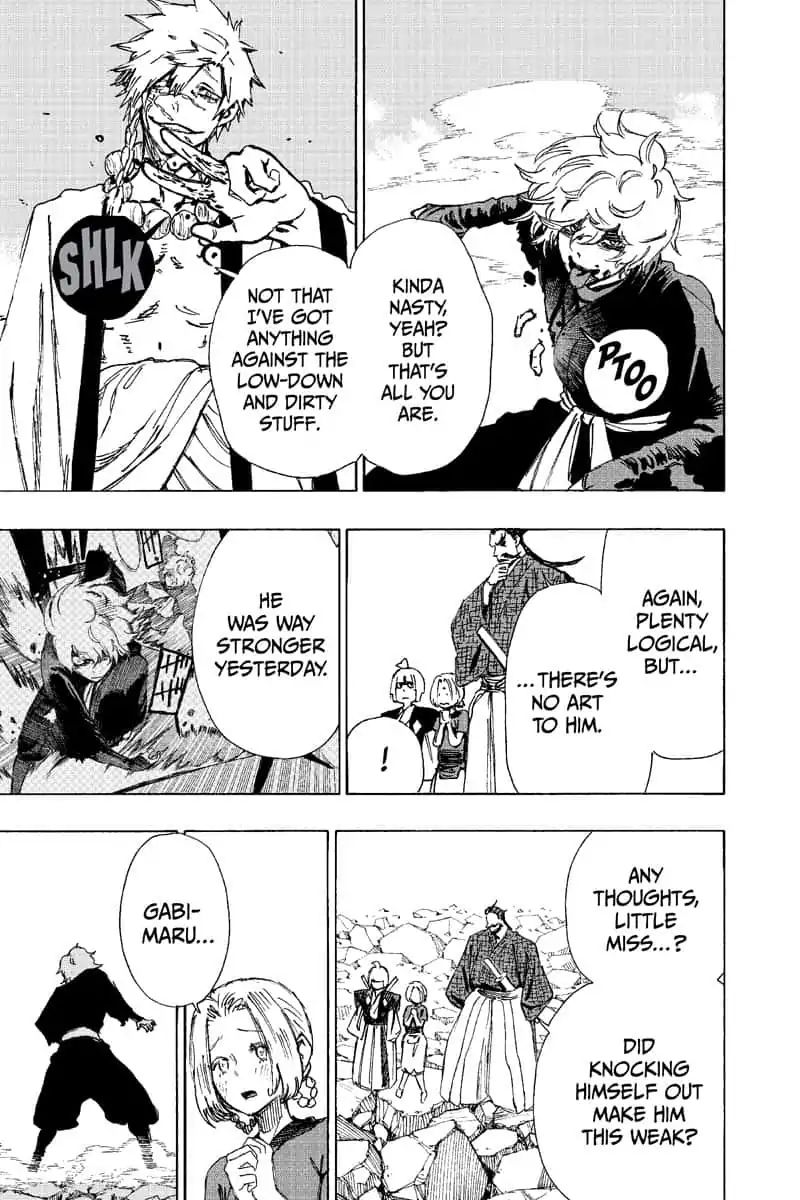 PTOO
KINDA
NASTY,
YEAH?
BUT
THAT'S
ALL YOU
ARE.
NOT THAT
I'VE GOT
ANYTHING
AGAINST THE
LOW-DOWN
AND DIRTY
STUFF.
SHLK
AGAIN,
PLENTY
LOGICAL,
BUT...
...THERE'S
NO ART
TO HIM.
!
HE
WAS WAY
STRONGER
YESTERDAY.
ANY
THOUGHTS,
LITTLE
MISS...?
DID
KNOCKING
HIMSELF OUT
MAKE HIM
THIS WEAK?
GABI-
MARU...